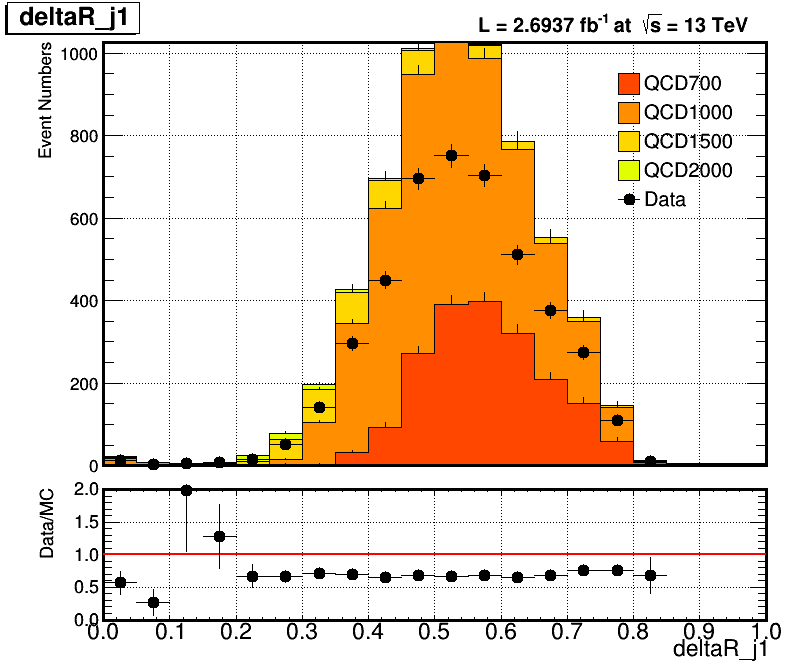 deltaR_j1
L = 2.6937 fb⁻¹ at √s = 13 TeV
Event Numbers
1000
800
600
400
200
0
QCD700
QCD1000
QCD1500
QCD2000
Data
Data/MC
2.0
1.5
1.0
0.5
0.0
0.0 0.1 0.2 0.3 0.4 0.5 0.6 0.7 0.8 0.9 1.0
deltaR_j1